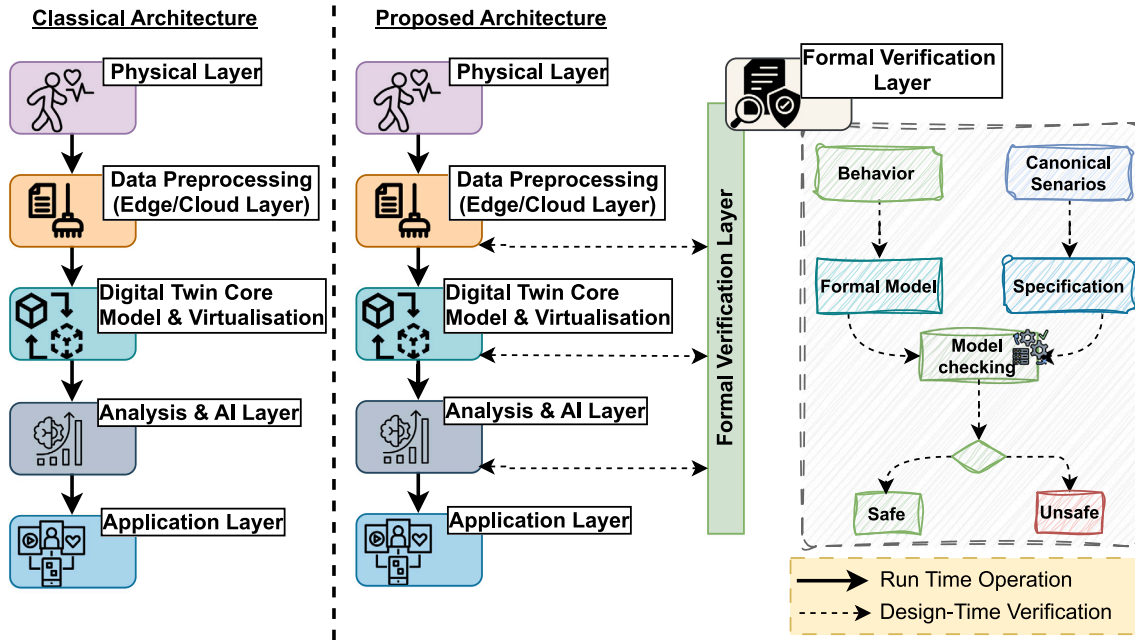 Classical Architecture
Physical Layer
Data Preprocessing
(Edge/Cloud Layer)
Digital Twin Core
Model & Virtualisation
Analysis & AI Layer
Application Layer
Proposed Architecture
Physical Layer
Data Preprocessing
(Edge/Cloud Layer)
Digital Twin Core
Model & Virtualisation
Analysis & AI Layer
Application Layer
Formal Verification Layer
Formal Verification
Layer
Behavior
Canonical
Senarios
Formal Model
Specification
Model
checking
Safe
Unsafe
Run Time Operation
Design-Time Verification